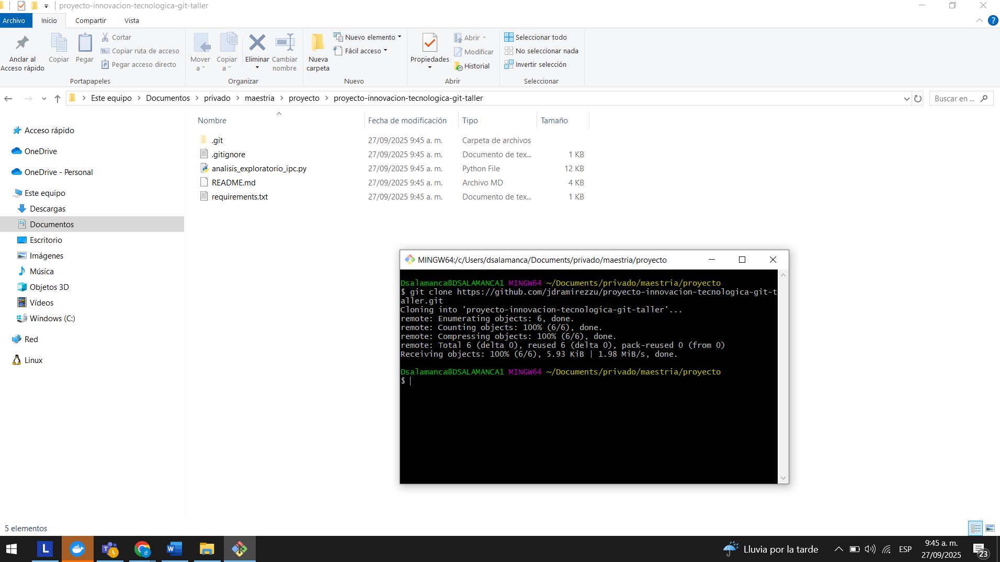 proyecto-innovacion-tecnologica-git-taller
Archivo Inicio Compartir Vista
Anclar al Acceso rápido
Copiar
Pegar
Cortar
Copiar ruta de acceso
Pegar acceso directo
Portapapeles
Mover a
Copiar a
Eliminar
Cambiar nombre
Organizar
Nueva carpeta
Nuevo elemento
Fácil acceso
Nuevo
Propiedades
Abrir
Modificar
Historial
Abrir
Seleccionar todo
No seleccionar nada
Invertir selección
Seleccionar
Este equipo > Documentos > privado > maestria > proyecto > proyecto-innovacion-tecnologica-git-taller
Buscar en ...
Acceso rápido
OneDrive
OneDrive - Personal
Este equipo
Descargas
Documentos
Escritorio
Imágenes
Música
Objetos 3D
Vídeos
Windows (C:)
Red
Linux
Nombre Fecha de modificación Tipo Tamaño
.git 27/09/2025 9:45 a. m. Carpeta de archivos
.gitignore 27/09/2025 9:45 a. m. Documento de tex... 1 KB
analisis_exploratorio_ipc.py 27/09/2025 9:45 a. m. Python File 12 KB
README.md 27/09/2025 9:45 a. m. Archivo MD 4 KB
requirements.txt 27/09/2025 9:45 a. m. Documento de tex... 1 KB
MINGW64:/c/Users/dsalamanca/Documents/privado/maestria/proyecto
Dsalamanca@DSALAMANCA1 MINGW64 ~/Documents/privado/maestria/proyecto
$ git clone https://github.com/jdramirezzu/proyecto-innovacion-tecnologica-git-t
aller.git
Cloning into 'proyecto-innovacion-tecnologica-git-taller'...
remote: Enumerating objects: 6, done.
remote: Counting objects: 100% (6/6), done.
remote: Compressing objects: 100% (6/6), done.
remote: Total 6 (delta 0), reused 6 (delta 0), pack-reused 0 (from 0)
Receiving objects: 100% (6/6), 5.93 KiB | 1.98 MiB/s, done.
Dsalamanca@DSALAMANCA1 MINGW64 ~/Documents/privado/maestria/proyecto
$
5 elementos
Lluvia por la tarde
ESP
9:45 a. m.
27/09/2025
23